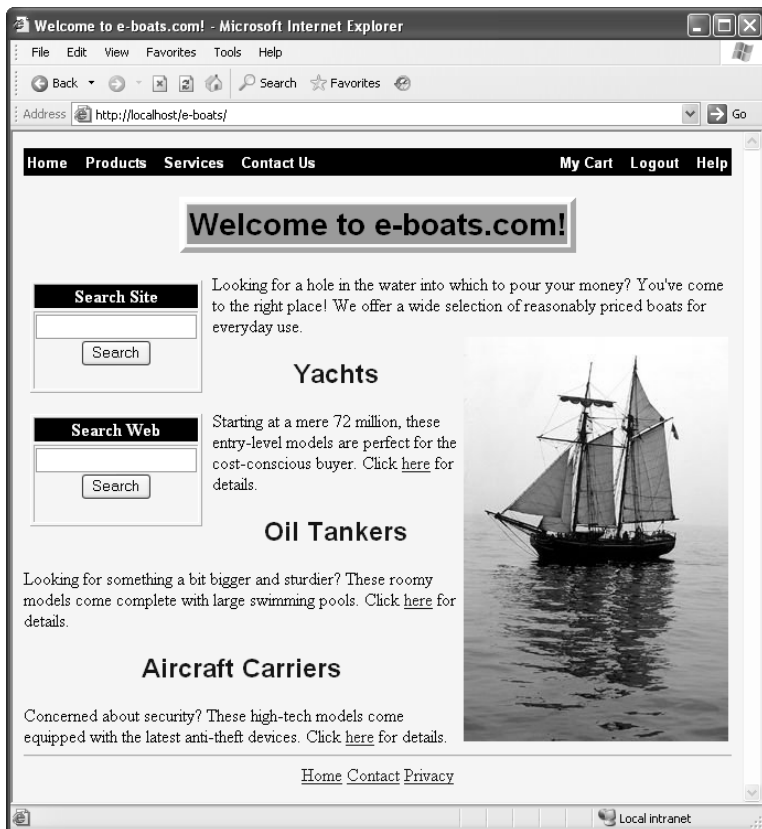 Welcome to e-boats.com! - Microsoft Internet Explorer
File Edit View Favorites Tools Help
Back Search Favorites
Address http://localhost/e-boats/ Go
Home Products Services Contact Us My Cart Logout Help
Welcome to e-boats.com!
Search Site
Search
Search Web
Search
Looking for a hole in the water into which to pour your money? You've come
to the right place! We offer a wide selection of reasonably priced boats for
everyday use.
Yachts
Starting at a mere 72 million, these
entry-level models are perfect for the
cost-conscious buyer. Click here for
details.
Oil Tankers
Looking for something a bit bigger and sturdier? These roomy
models come complete with large swimming pools. Click here for
details.
Aircraft Carriers
Concerned about security? These high-tech models come
equipped with the latest anti-theft devices. Click here for details.
Home Contact Privacy
Local intranet